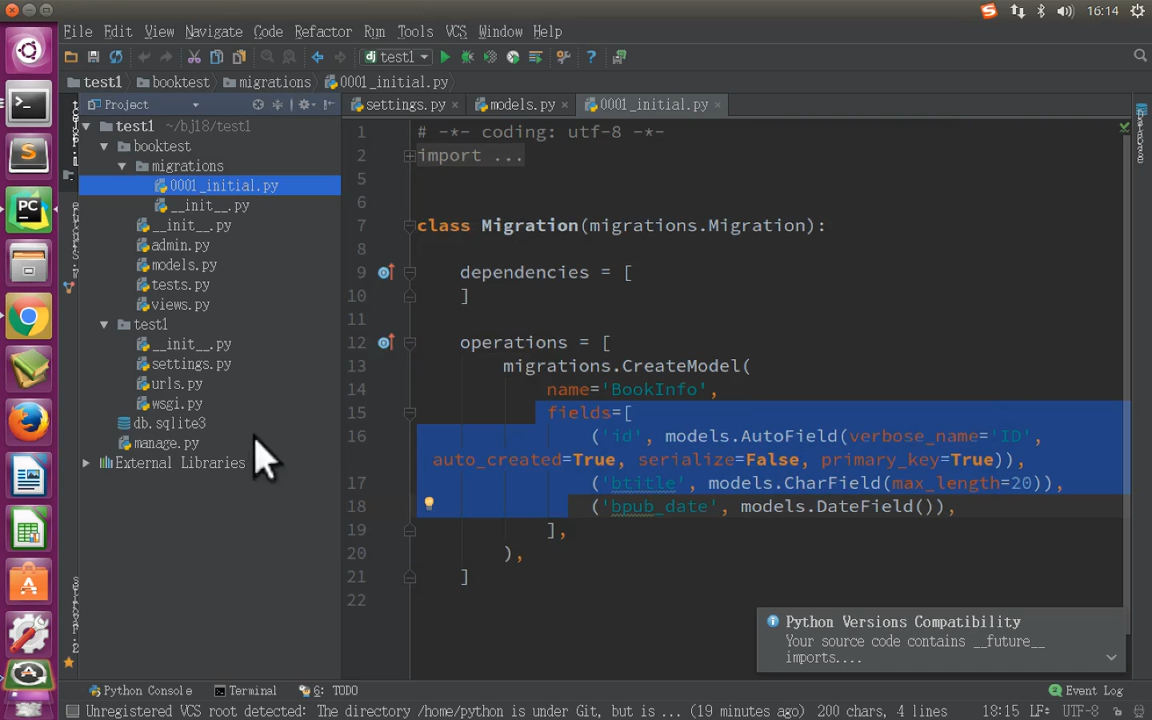 16:14
File Edit View Navigate Code Refactor Run Tools VCS Window Help
dj test1
test1 booktest migrations 0001_initial.py
Project
settings.py × models.py × 0001_initial.py ×
test1 ~/bj18/test1
booktest
migrations
0001_initial.py
__init__.py
__init__.py
admin.py
models.py
tests.py
views.py
test1
__init__.py
settings.py
urls.py
wsgi.py
db.sqlite3
manage.py
External Libraries
1 # -*- coding: utf-8 -*-
2 import ...
5
6
7 class Migration(migrations.Migration):
8
9 dependencies = [
10 ]
11
12 operations = [
13 migrations.CreateModel(
14 name='BookInfo',
15 fields=[
16 ('id', models.AutoField(verbose_name='ID',
auto_created=True, serialize=False, primary_key=True)),
17 ('btitle', models.CharField(max_length=20)),
18 ('bpub_date', models.DateField()),
19 ],
20 ),
21 ]
22
Python Versions Compatibility
Your source code contains __future__
imports....
Python Console Terminal 6: TODO Event Log
Unregistered VCS root detected: The directory /home/python is under Git, but is... (19 minutes ago) 200 chars, 4 lines 18:15 LF÷ UTF-8÷